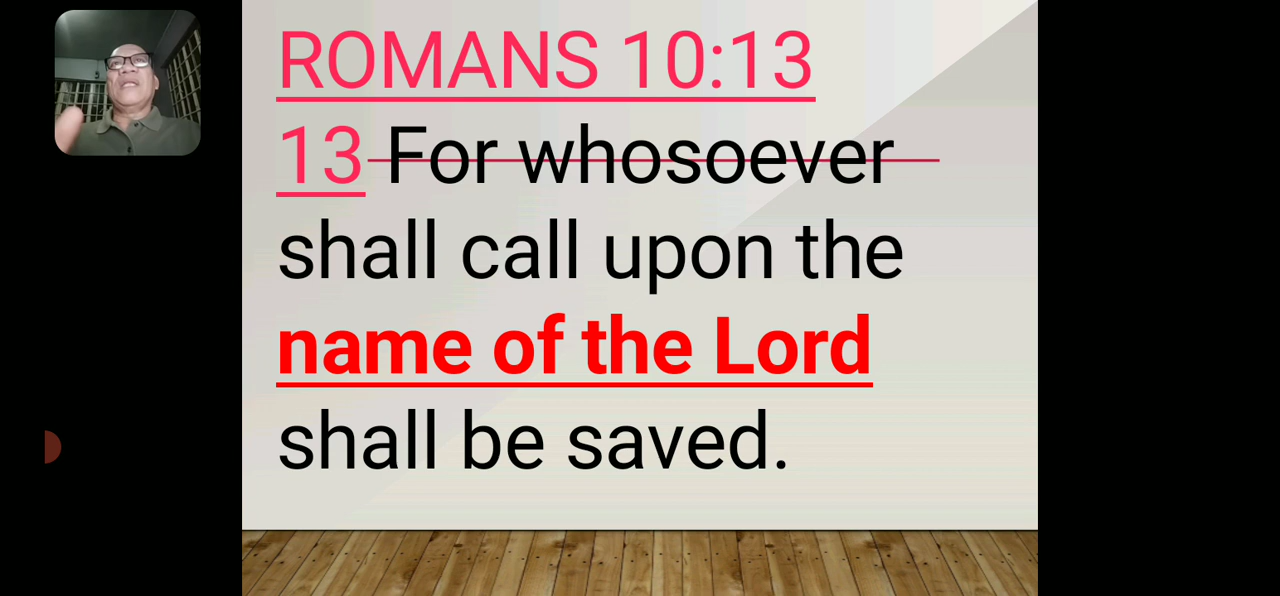 ROMANS 10:13
13 For whosoever
shall call upon the
name of the Lord
shall be saved.